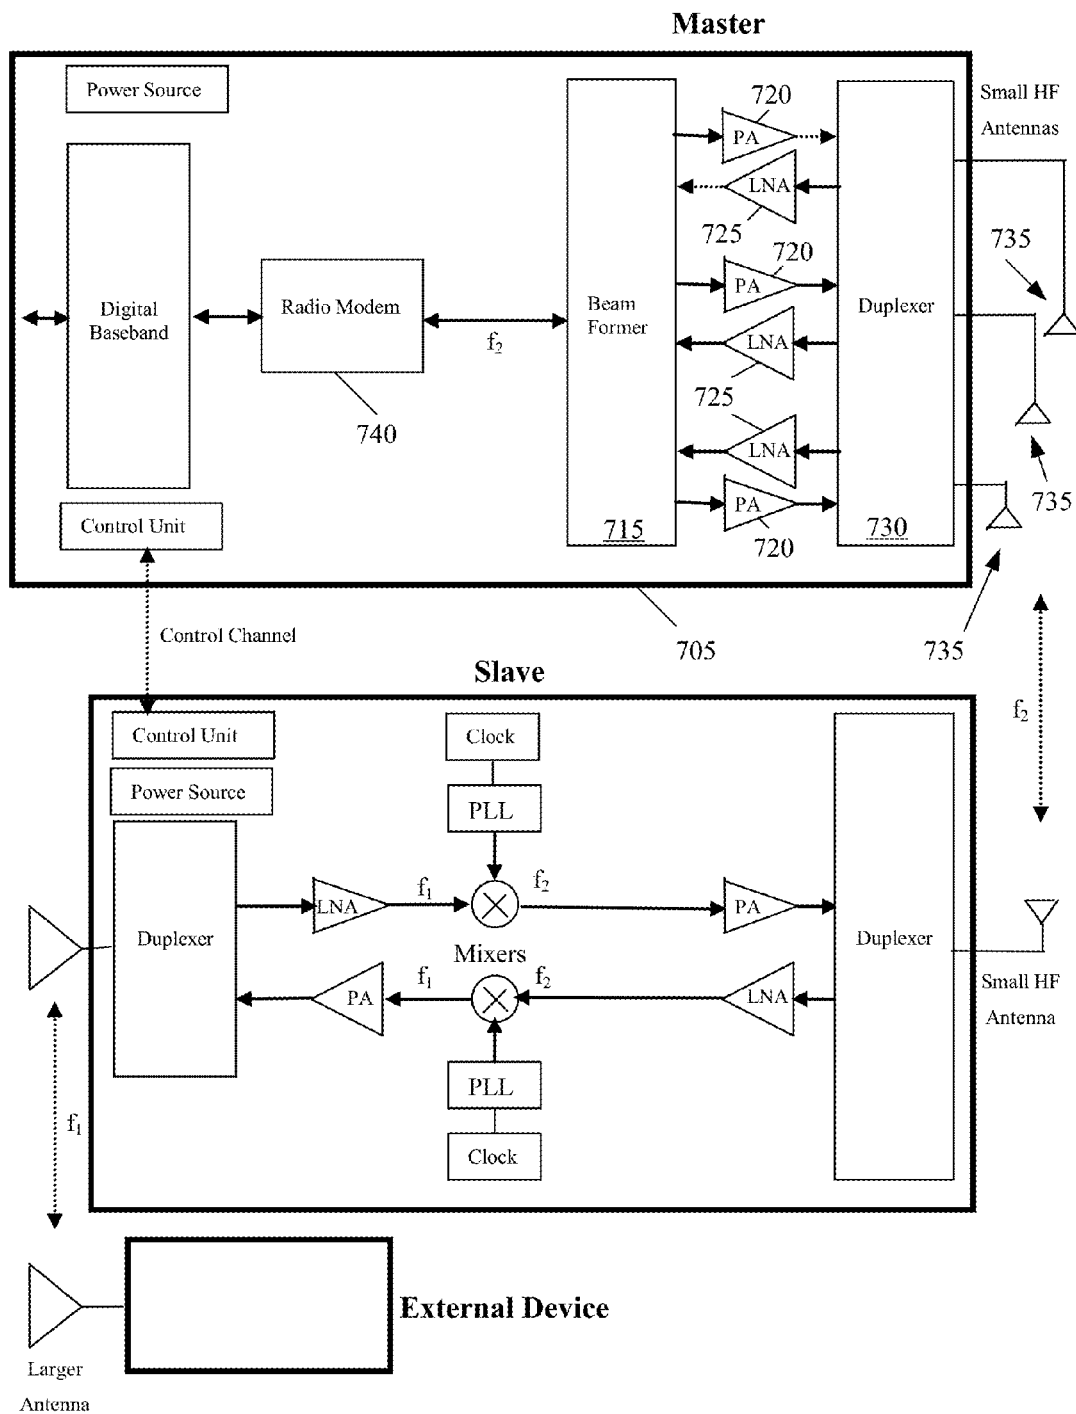 Master
Power Source
Small HF
Antennas
720
PA
LNA
725
735
720
PA
Digital
Baseband
Radio Modem
f2
Beam
Former
Duplexer
LNA
725
740
LNA
735
Control Unit
PA
715
720
730
Control Channel
705
735
Slave
f2
Control Unit
Clock
Power Source
PLL
LNA
f1
f2
PA
Duplexer
Mixers
Duplexer
f1
f2
PA
LNA
Small HF
Antenna
PLL
f1
Clock
External Device
Larger
Antenna